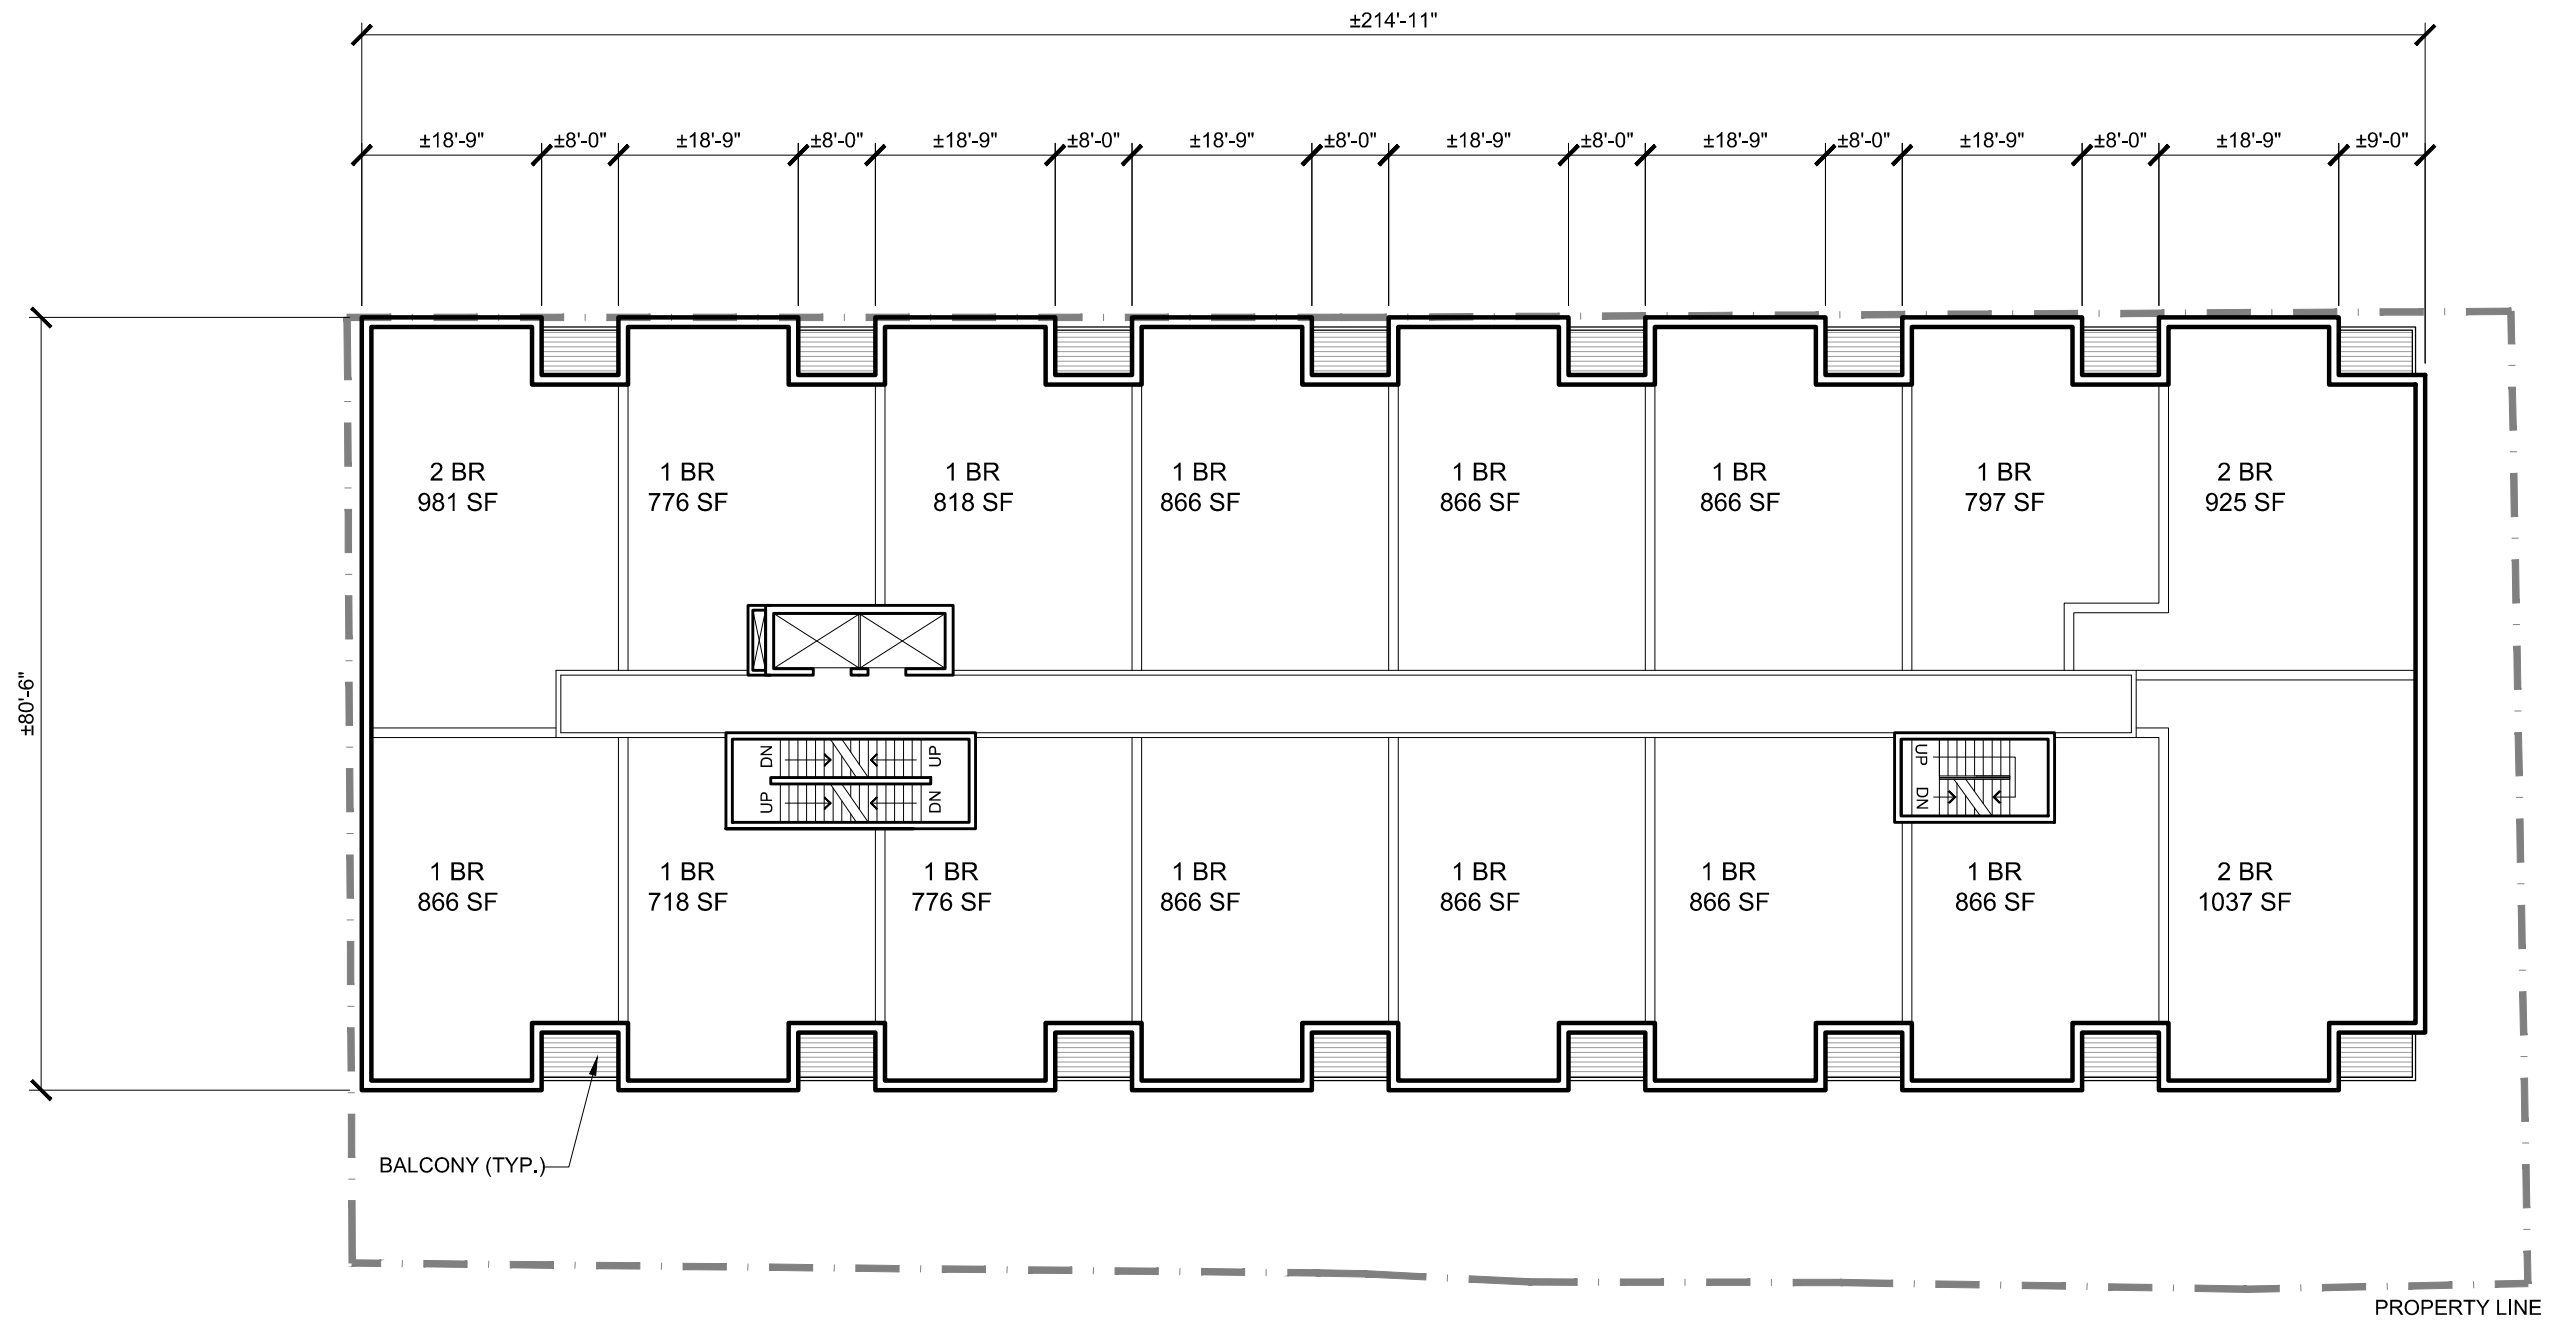 ±214'-11"
±18'-9" ±8'-0" ±18'-9" ±8'-0" ±18'-9" ±8'-0" ±18'-9" ±8'-0" ±18'-9" ±8'-0" ±18'-9" ±8'-0" ±18'-9" ±8'-0" ±18'-9" ±9'-0"
2 BR 1 BR 1 BR 1 BR 1 BR 1 BR 1 BR 2 BR
981 SF 776 SF 818 SF 866 SF 866 SF 866 SF 797 SF 925 SF
±80'-6"
DN UP UP
UP DN DN
1 BR 1 BR 1 BR 1 BR 1 BR 1 BR 1 BR 2 BR
866 SF 718 SF 776 SF 866 SF 866 SF 866 SF 866 SF 1037 SF
BALCONY (TYP.)
PROPERTY LINE